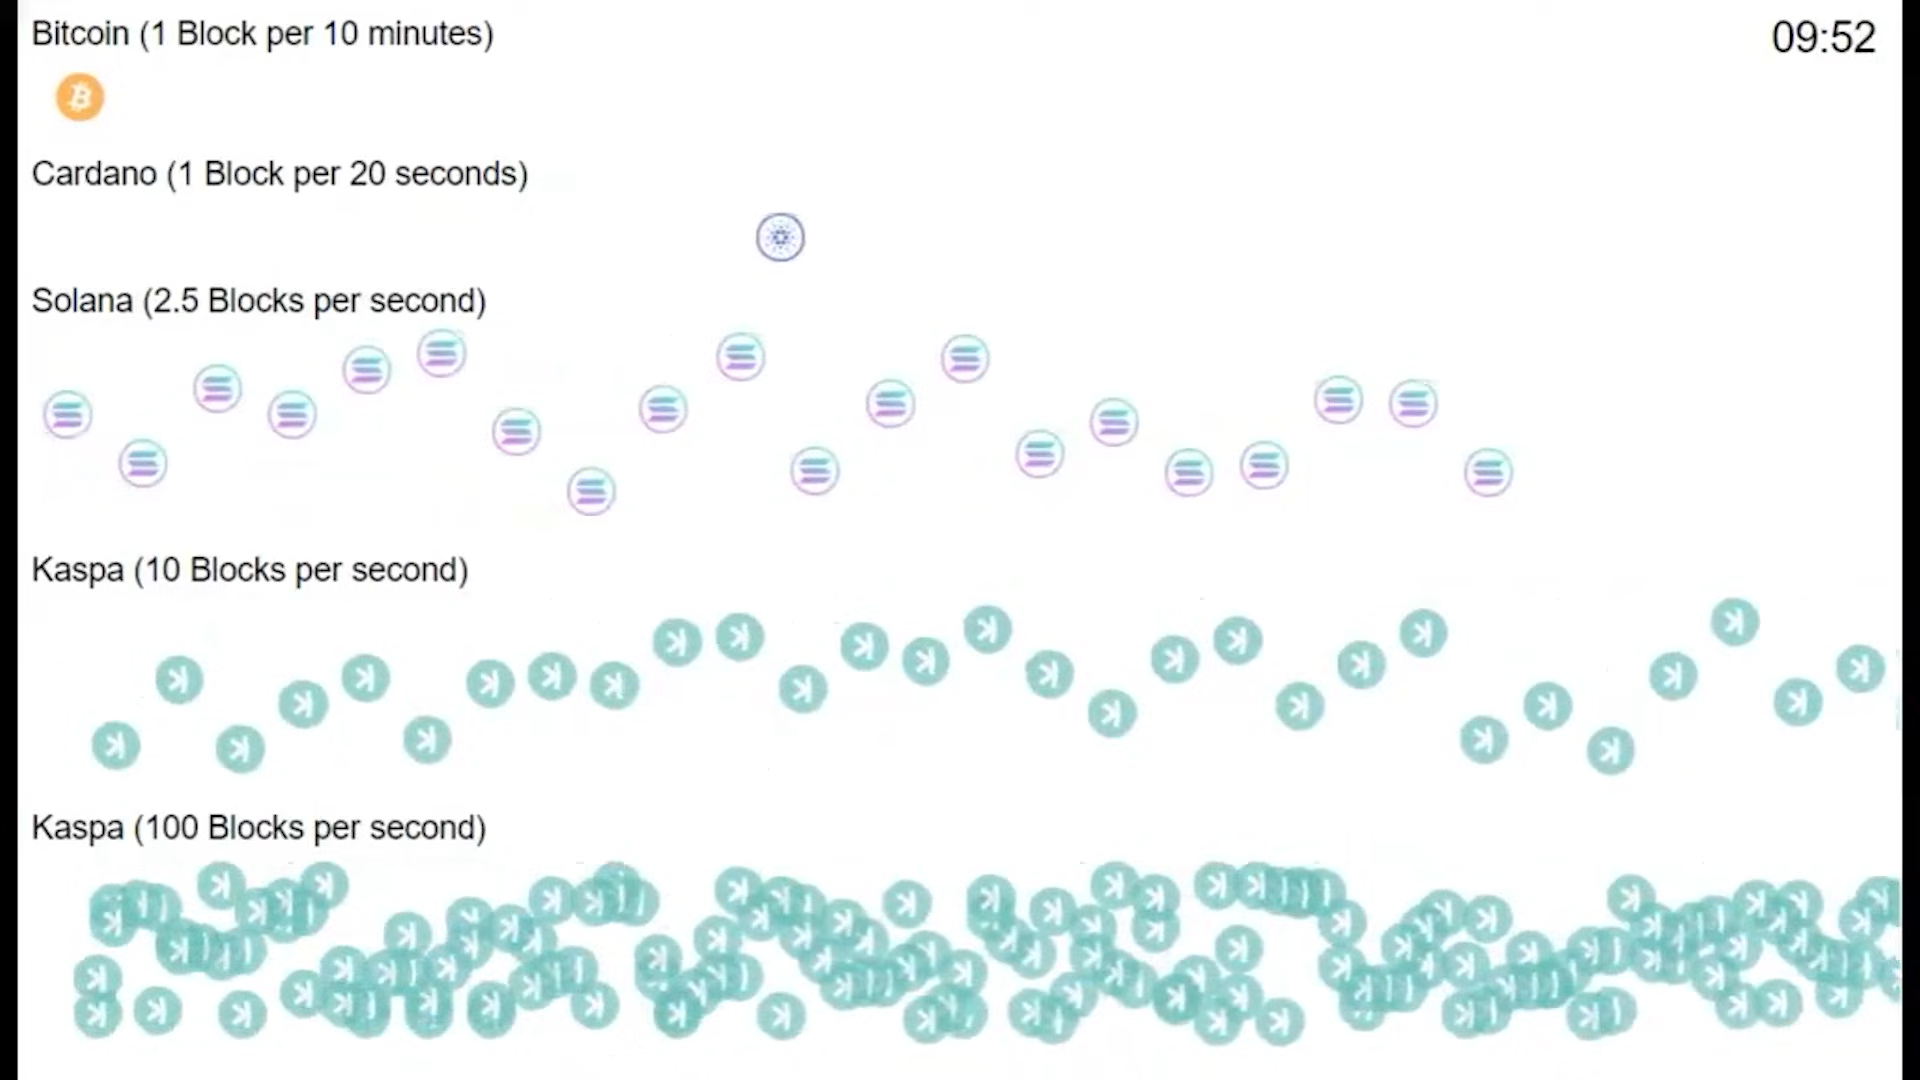 Bitcoin (1 Block per 10 minutes)
09:52
Cardano (1 Block per 20 seconds)
Solana (2.5 Blocks per second)
Kaspa (10 Blocks per second)
Kaspa (100 Blocks per second)